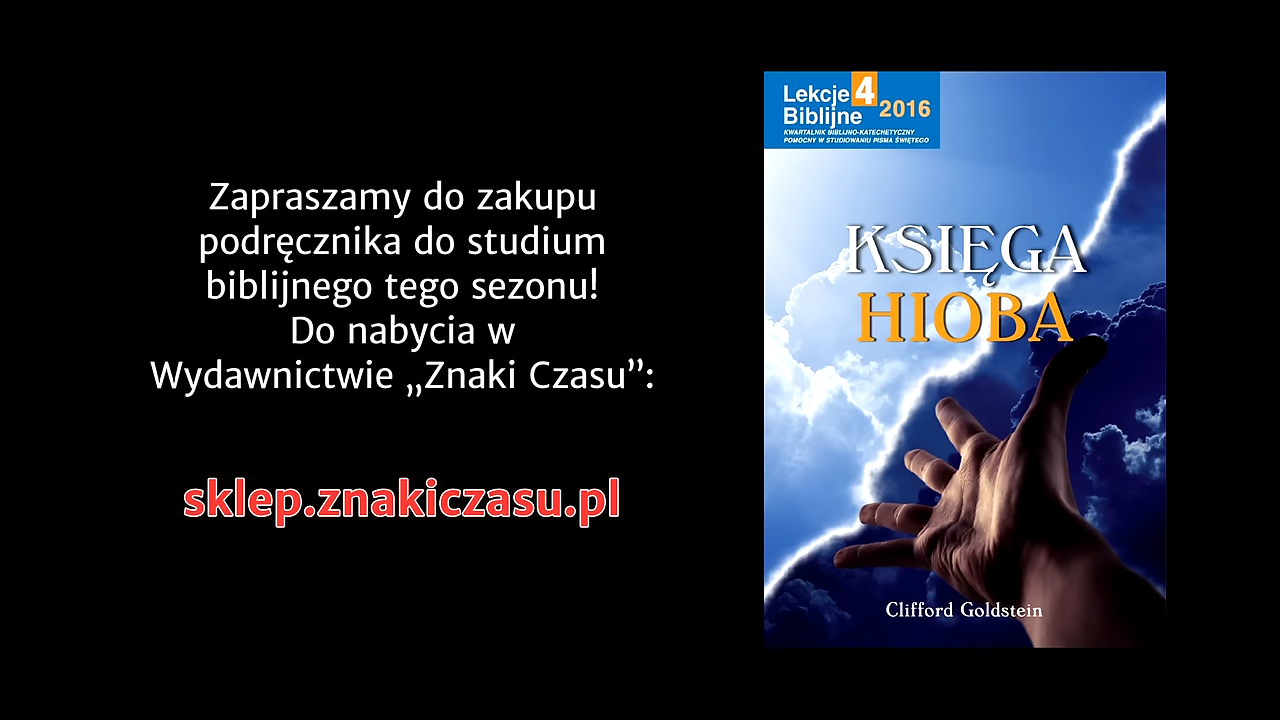 Zapraszamy do zakupu
podręcznika do studium
biblijnego tego sezonu!
Do nabycia w
Wydawnictwie „Znaki Czasu”:
sklep.znakiczasu.pl
Lekcje 4
Biblijne 2016
KWARTALNIK BIBLIJNO-KATECHETYCZNY
POMOCNY W STUDIOWANIU PISMA ŚWIĘTEGO
KSIĘGA
HIOBA
Clifford Goldstein